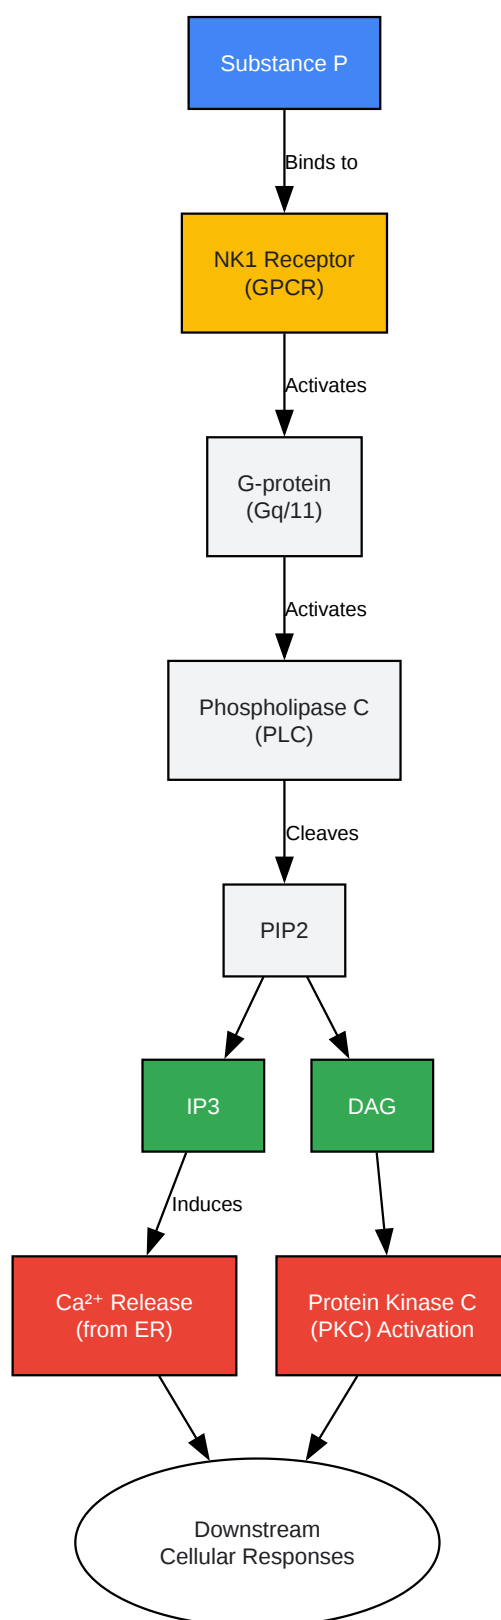 Substance P
Binds to
NK1 Receptor
(GPCR)
Activates
G-protein
(Gq/11)
Activates
Phospholipase C
(PLC)
Cleaves
PIP2
IP3
DAG
Induces
Ca²⁺ Release
(from ER)
Protein Kinase C
(PKC) Activation
Downstream
Cellular Responses